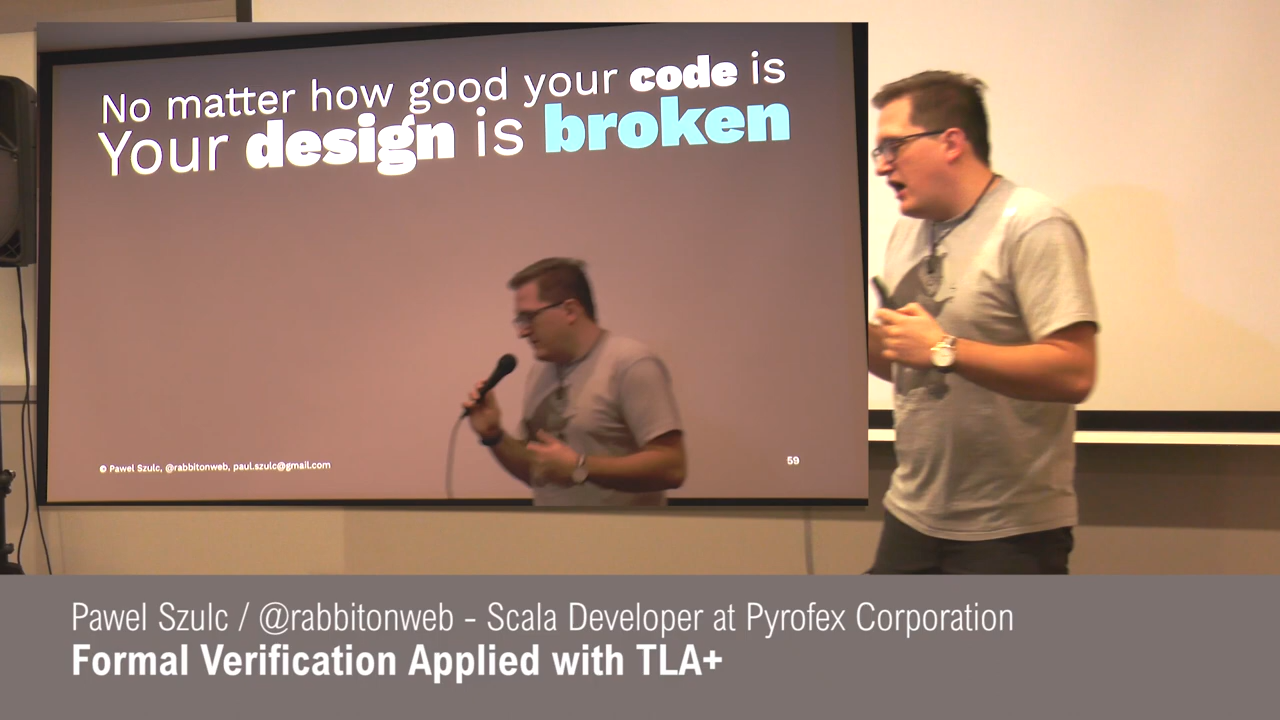 No matter how good your code is
Your design is broken
© Pawel Szulc, @rabbitonweb, paul.szulc@gmail.com
59
Pawel Szulc / @rabbitonweb - Scala Developer at Pyrofex Corporation
Formal Verification Applied with TLA+